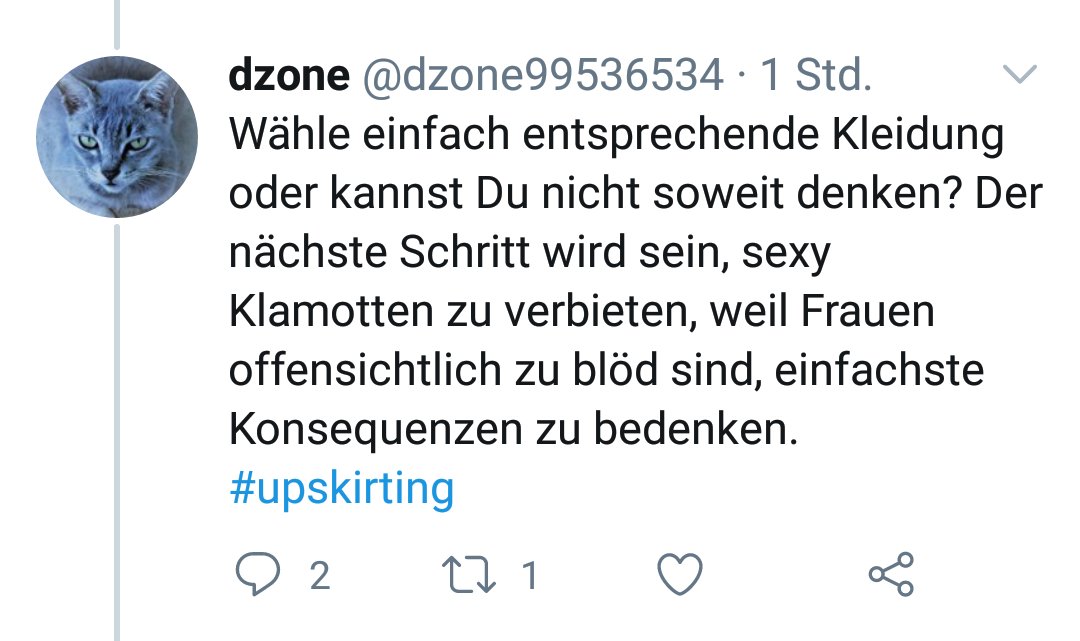 dzone @dzone99536534 · 1 Std.
Wähle einfach entsprechende Kleidung
oder kannst Du nicht soweit denken? Der
nächste Schritt wird sein, sexy
Klamotten zu verbieten, weil Frauen
offensichtlich zu blöd sind, einfachste
Konsequenzen zu bedenken.
#upskirting
2 1